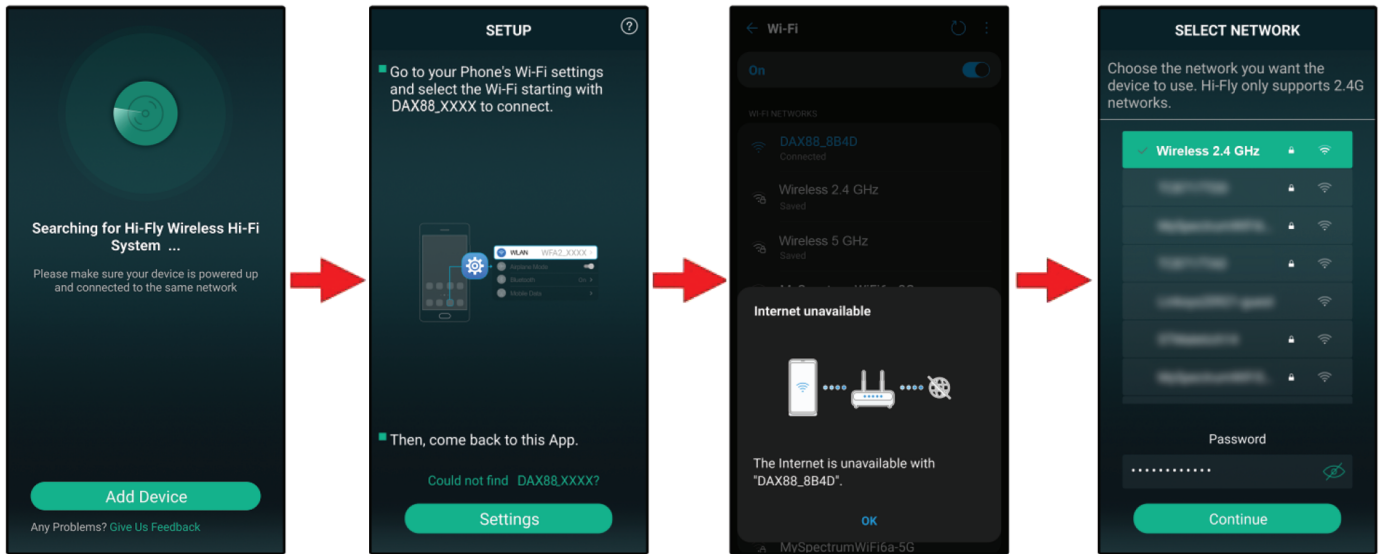 Searching for Hi-Fly Wireless Hi-Fi
System ...
Please make sure your device is powered up
and connected to the same network
Add Device
Any Problems? Give Us Feedback
SETUP
?
Go to your Phone's Wi-Fi settings
and select the Wi-Fi starting with
DAX88_XXXX to connect.
WLAN WFA2_XXXX
Airplane Mode
Bluetooth On
Mobile Data
Then, come back to this App.
Could not find DAX88_XXXX?
Settings
Wi-Fi
On
WI-FI NETWORKS
DAX88_8B4D
Connected
Wireless 2.4 GHz
Saved
Wireless 5 GHz
Saved
Internet unavailable
The Internet is unavailable with
"DAX88_8B4D".
OK
MySpectrumWiFi6a-5G
SELECT NETWORK
Choose the network you want the
device to use. Hi-Fly only supports 2.4G
networks.
Wireless 2.4 GHz
Password
Continue